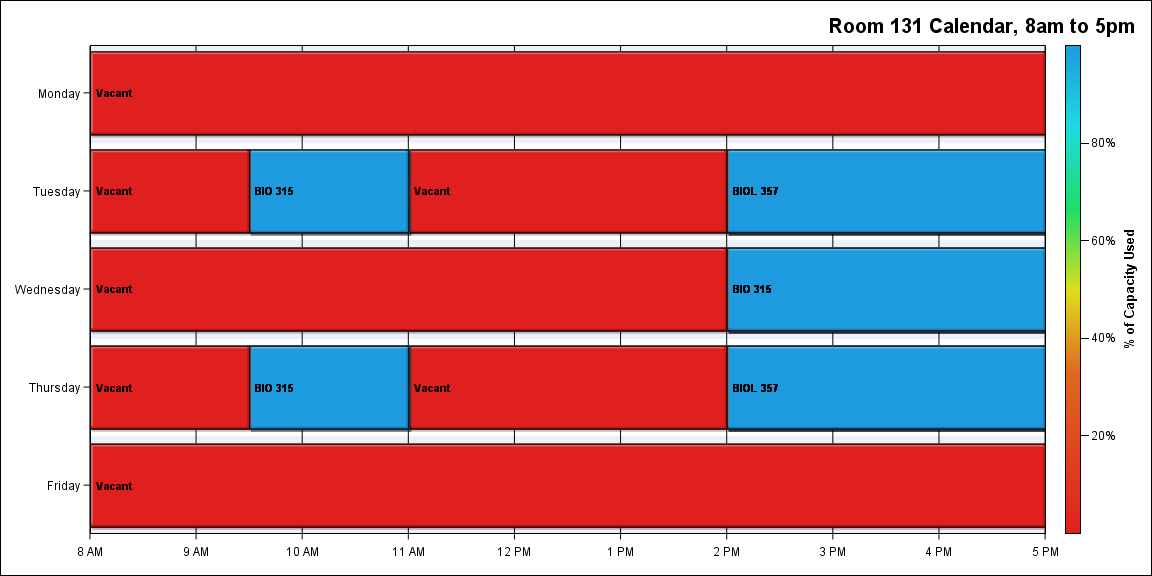 Room 131 Calendar, 8am to 5pm
Monday
Vacant
Tuesday
Vacant
BIO 315
Vacant
BIOL 357
Wednesday
Vacant
BIO 315
Thursday
Vacant
BIO 315
Vacant
BIOL 357
Friday
Vacant
8 AM
9 AM
10 AM
11 AM
12 PM
1 PM
2 PM
3 PM
4 PM
5 PM
80%
60%
40%
20%
% of Capacity Used